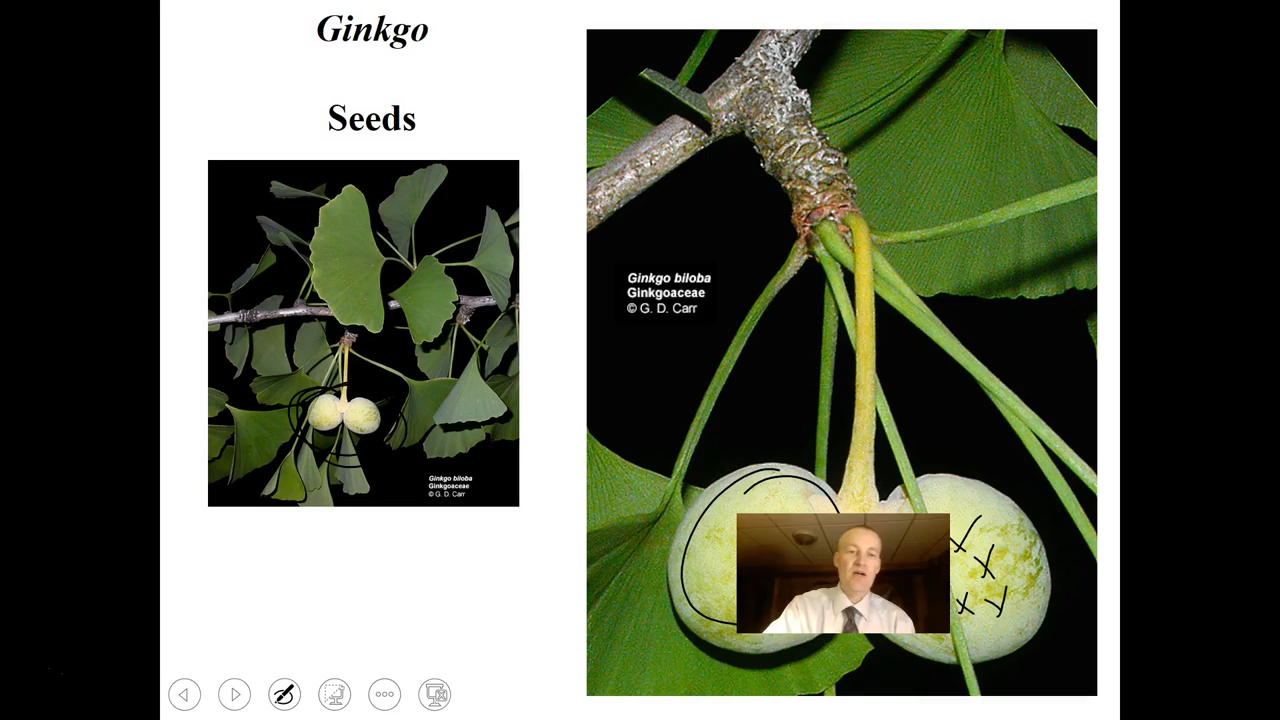 Ginkgo
Seeds
Ginkgo biloba
Ginkgoaceae
© G. D. Carr
Ginkgo biloba
Ginkgoaceae
© G. D. Carr